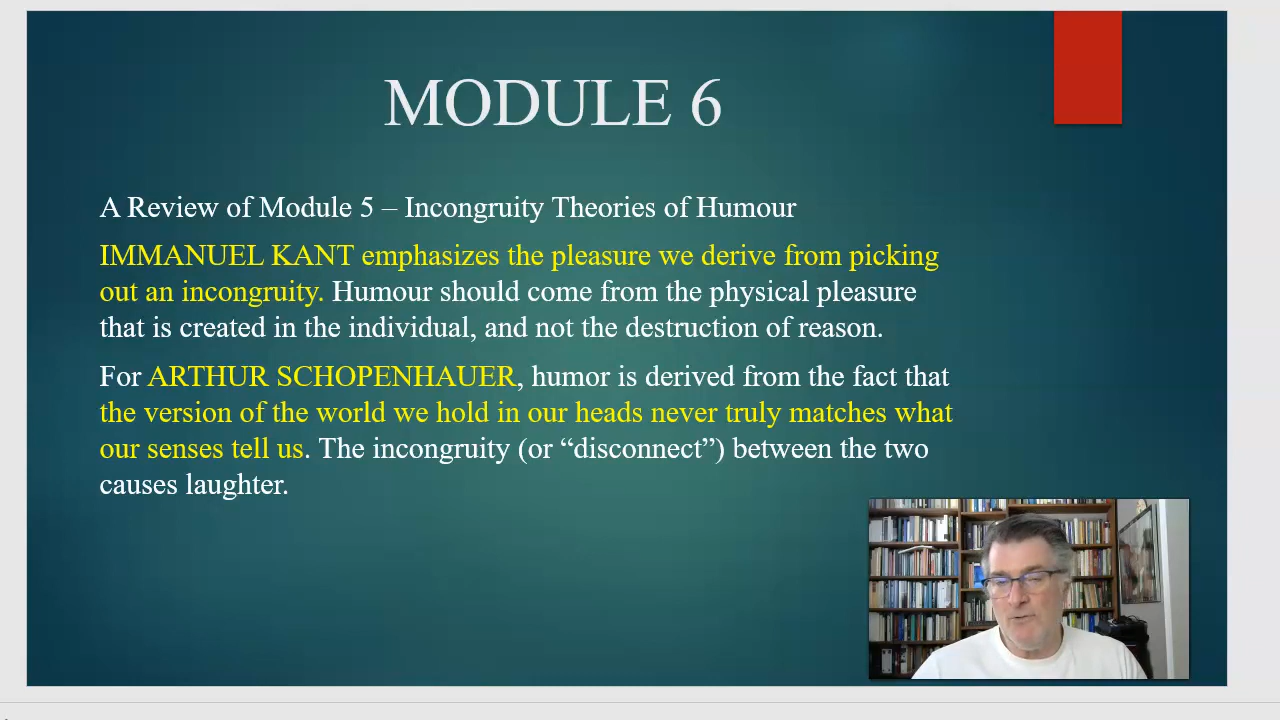 MODULE 6
A Review of Module 5 – Incongruity Theories of Humour
IMMANUEL KANT emphasizes the pleasure we derive from picking
out an incongruity. Humour should come from the physical pleasure
that is created in the individual, and not the destruction of reason.
For ARTHUR SCHOPENHAUER, humor is derived from the fact that
the version of the world we hold in our heads never truly matches what
our senses tell us. The incongruity (or “disconnect”) between the two
causes laughter.